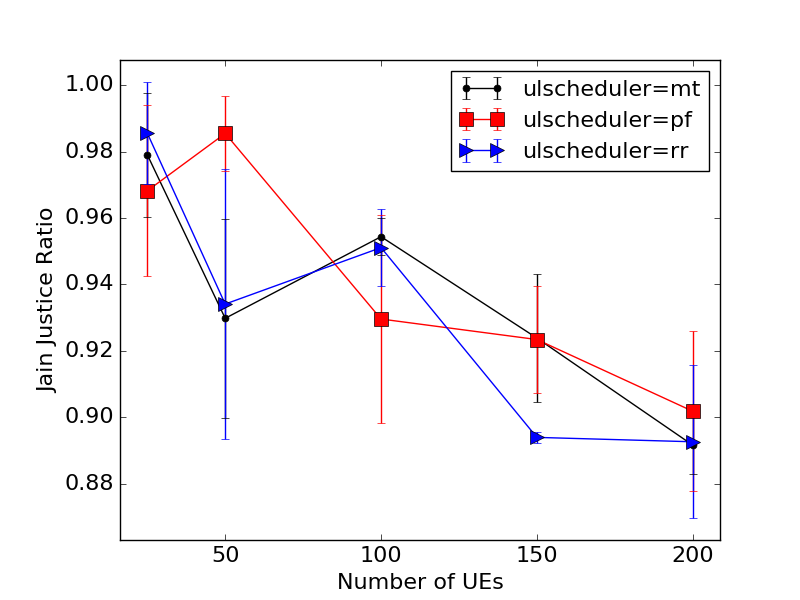 1.00
0.98
0.96
0.94
0.92
0.90
0.88
50
100
150
200
Number of UEs
Jain Justice Ratio
ulscheduler=mt
ulscheduler=pf
ulscheduler=rr